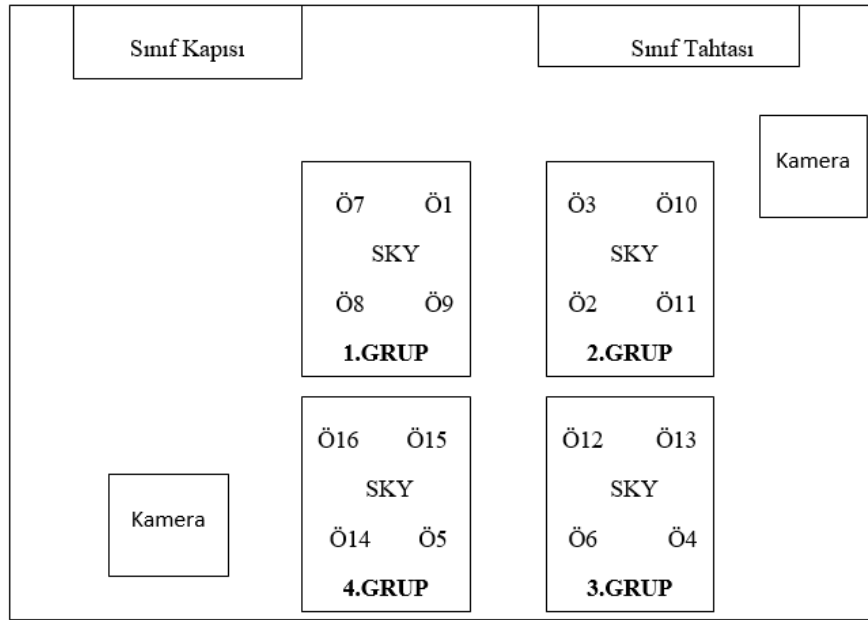 Sınıf Kapısı
Sınıf Tahtası
Kamera
Ö7 Ö1
SKY
Ö8 Ö9
1.GRUP
Ö3 Ö10
SKY
Ö2 Ö11
2.GRUP
Ö16 Ö15
SKY
Ö14 Ö5
4.GRUP
Ö12 Ö13
SKY
Ö6 Ö4
3.GRUP
Kamera